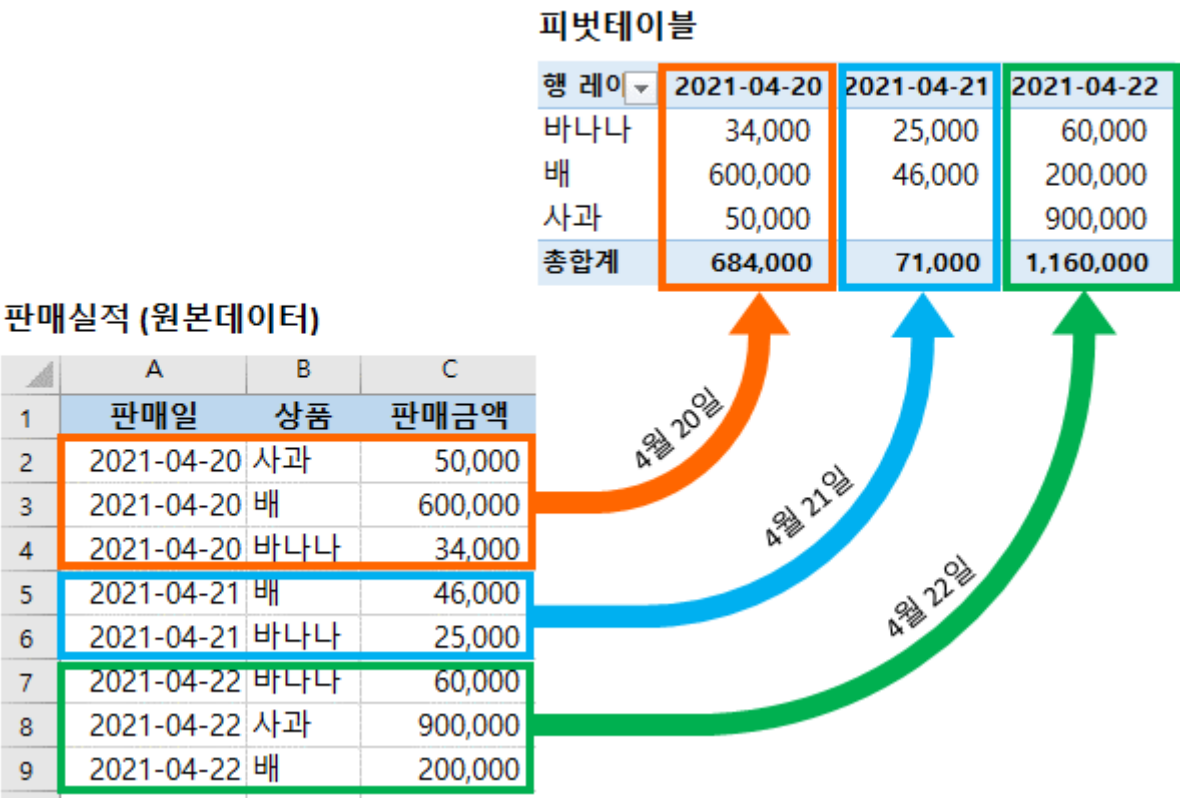 피벗테이블
행 레이 2021-04-20 2021-04-21 2021-04-22
바나나 34,000 25,000 60,000
배 600,000 46,000 200,000
사과 50,000 900,000
총합계 684,000 71,000 1,160,000
판매실적 (원본데이터)
A B C
1 판매일 상품 판매금액
2 2021-04-20 사과 50,000
3 2021-04-20 배 600,000
4 2021-04-20 바나나 34,000
5 2021-04-21 배 46,000
6 2021-04-21 바나나 25,000
7 2021-04-22 바나나 60,000
8 2021-04-22 사과 900,000
9 2021-04-22 배 200,000
4월 20일
4월 21일
4월 22일